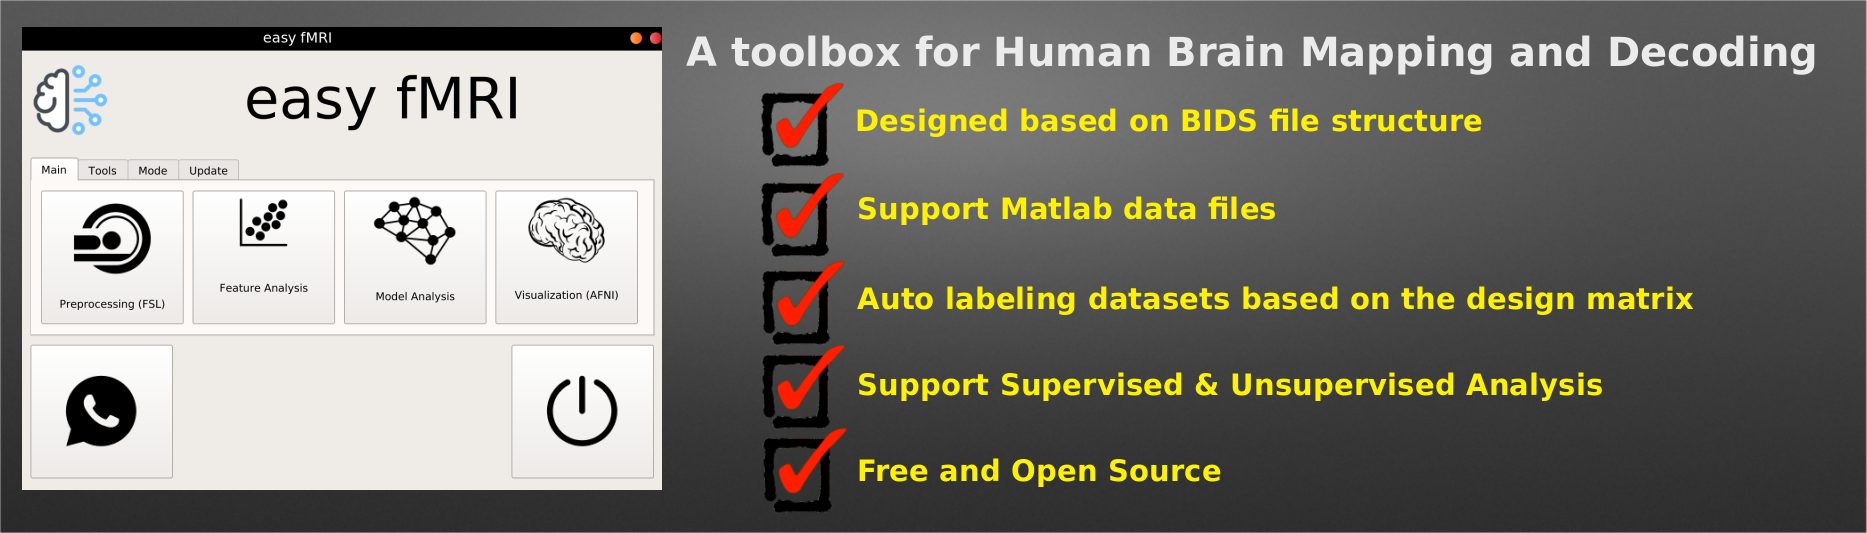 easy fMRI
easy fMRI
Main Tools Mode Update
Preprocessing (FSL) Feature Analysis Model Analysis Visualization (AFNI)
A toolbox for Human Brain Mapping and Decoding
Designed based on BIDS file structure
Support Matlab data files
Auto labeling datasets based on the design matrix
Support Supervised & Unsupervised Analysis
Free and Open Source